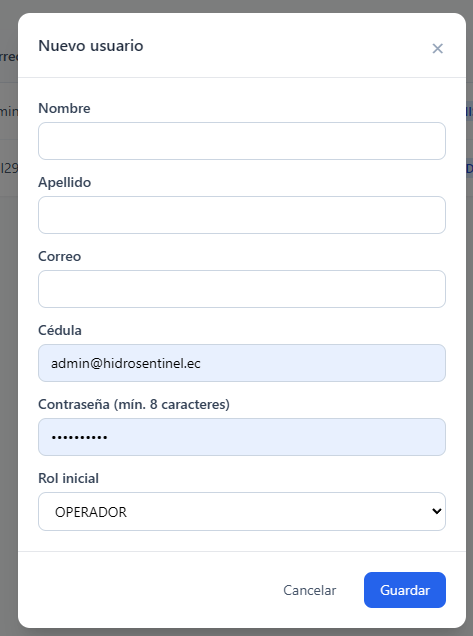 Nuevo usuario
×
Nombre
Apellido
Correo
Cédula
admin@hidrosentinel.ec
Contraseña (mín. 8 caracteres)
••••••••••
Rol inicial
OPERADOR
Cancelar
Guardar